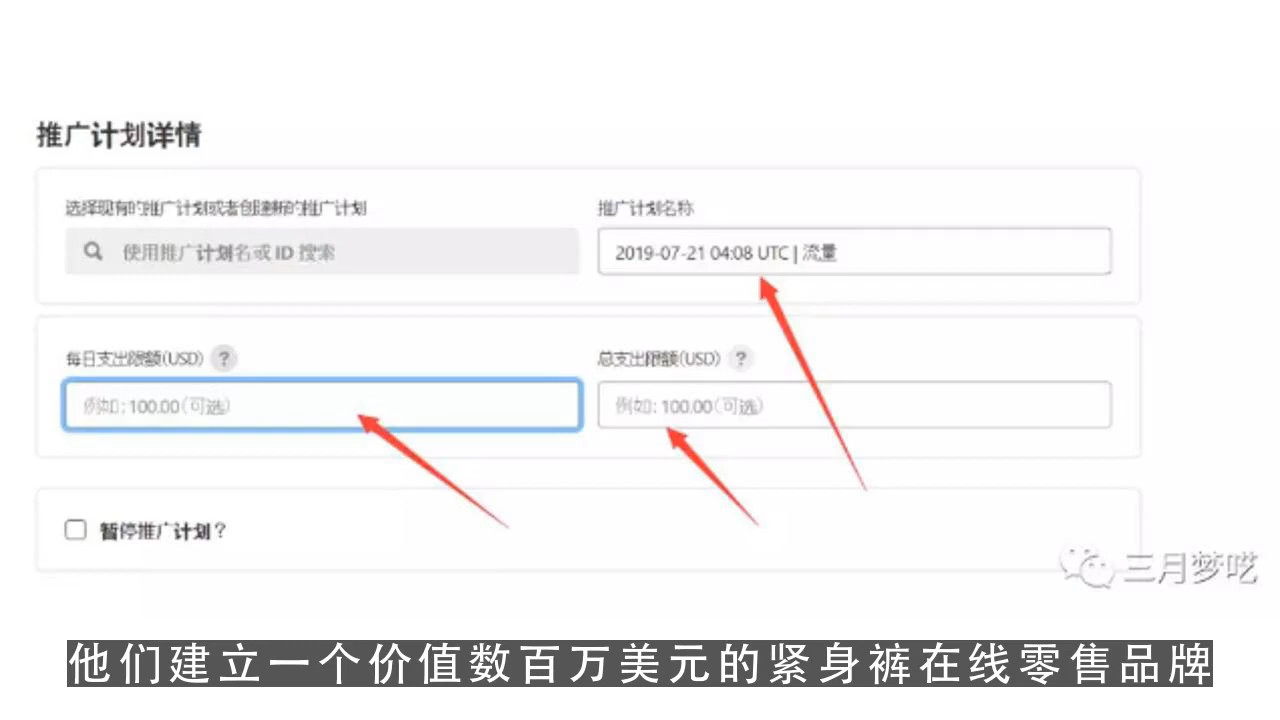 推广计划详情
选择现有的推广计划或者创建新的推广计划
推广计划名称
使用推广计划名或 ID 搜索
2019-07-21 04:08 UTC | 流量
每日支出限额(USD) ?
总支出限额(USD) ?
例如: 100.00(可选)
例如: 100.00(可选)
暂停推广计划？
三月梦呓
他们建立一个价值数百万美元的紧身裤在线零售品牌